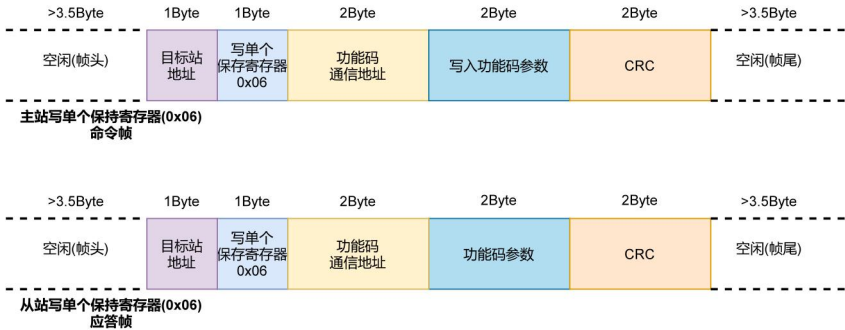 >3.5Byte 1Byte 1Byte 2Byte 2Byte 2Byte >3.5Byte
空闲(帧头)
目标站
地址
写单个
保存寄存器
0x06
功能码
通信地址
写入功能码参数
CRC
空闲(帧尾)
主站写单个保持寄存器(0x06)
命令帧
>3.5Byte 1Byte 1Byte 2Byte 2Byte 2Byte >3.5Byte
空闲(帧头)
目标站
地址
写单个
保存寄存器
0x06
功能码
通信地址
功能码参数
CRC
空闲(帧尾)
从站写单个保持寄存器(0x06)
应答帧